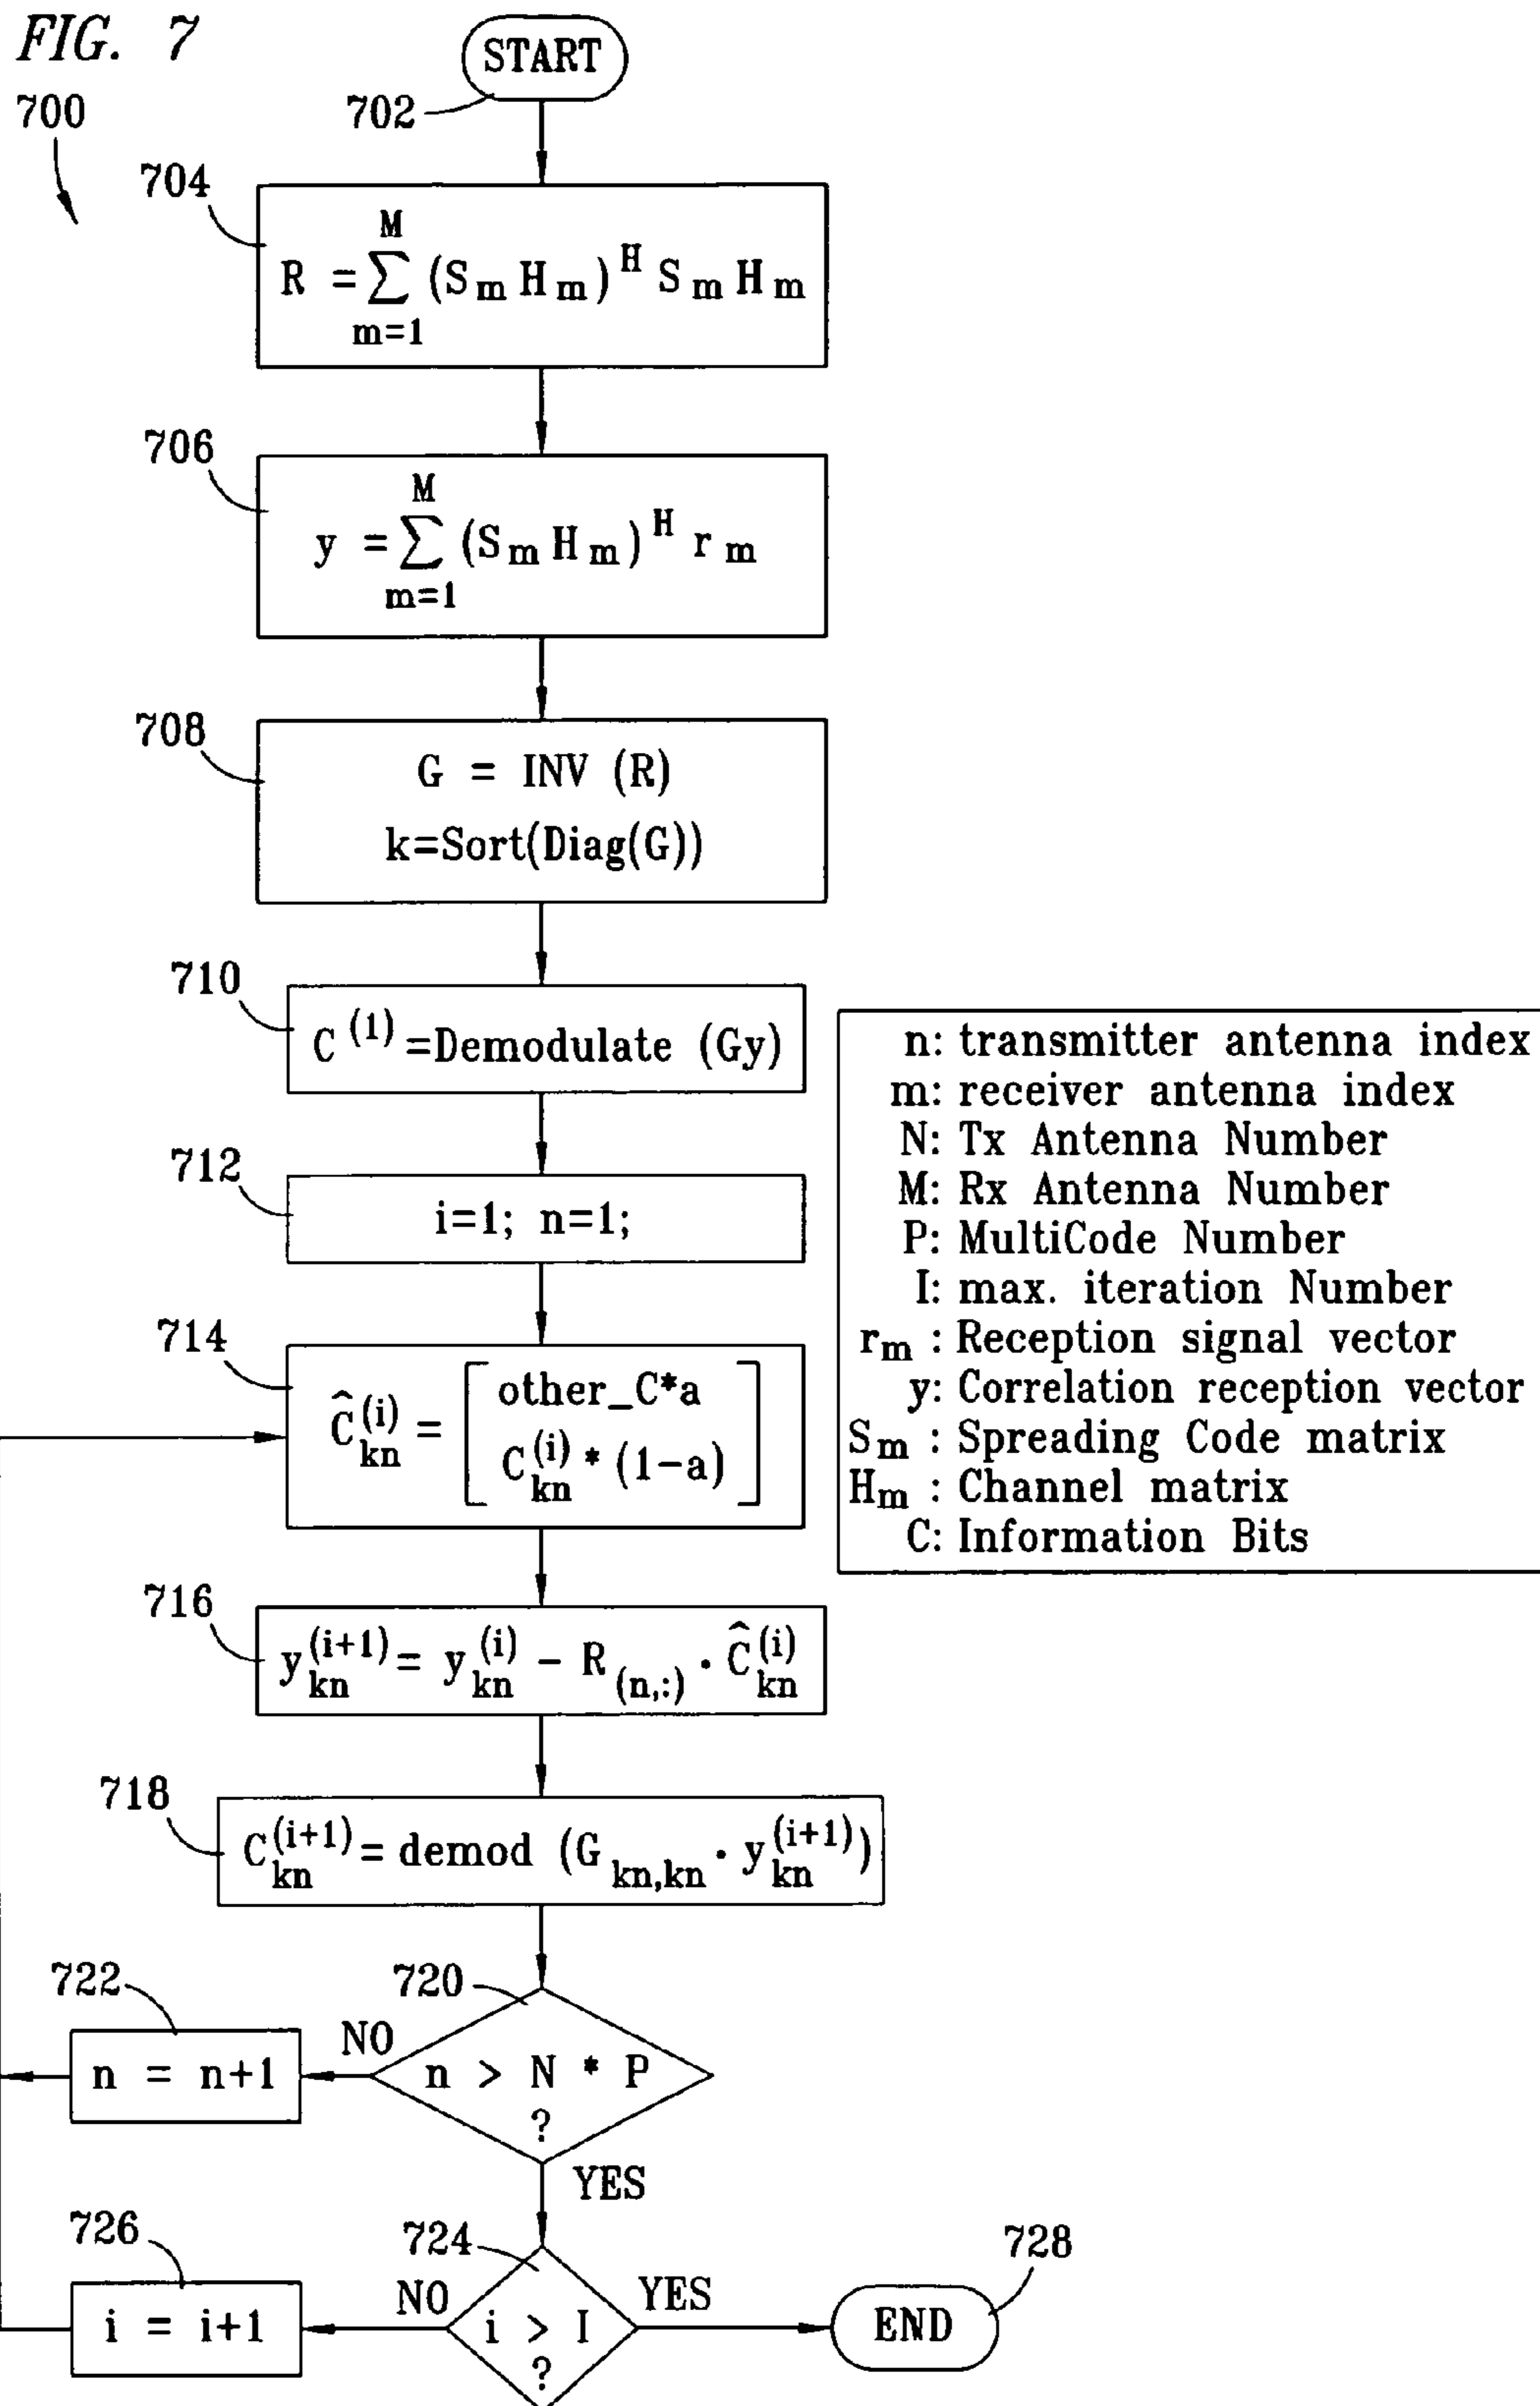 FIG. 7
700
START
702
704
R = M∑m=1 (S_m H_m)^H S_m H_m
706
y = M∑m=1 (S_m H_m)^H r_m
708
G = INV (R)
k=Sort(Diag(G))
710
C^(1)=Demodulate (Gy)
712
i=1; n=1;
714
Ĉ_kn^(i) = [ other_C*a
C_kn^(i) * (1-a) ]
716
y_kn^(i+1) = y_kn^(i) - R_(n,:) · Ĉ_kn^(i)
718
C_kn^(i+1) = demod (G_kn,kn · y_kn^(i+1))
720
n > N * P
?
NO
722
n = n+1
YES
724
i > I
?
NO
726
i = i+1
YES
END
728
n: transmitter antenna index
m: receiver antenna index
N: Tx Antenna Number
M: Rx Antenna Number
P: MultiCode Number
I: max. iteration Number
r_m : Reception signal vector
y: Correlation reception vector
S_m : Spreading Code matrix
H_m : Channel matrix
C: Information Bits